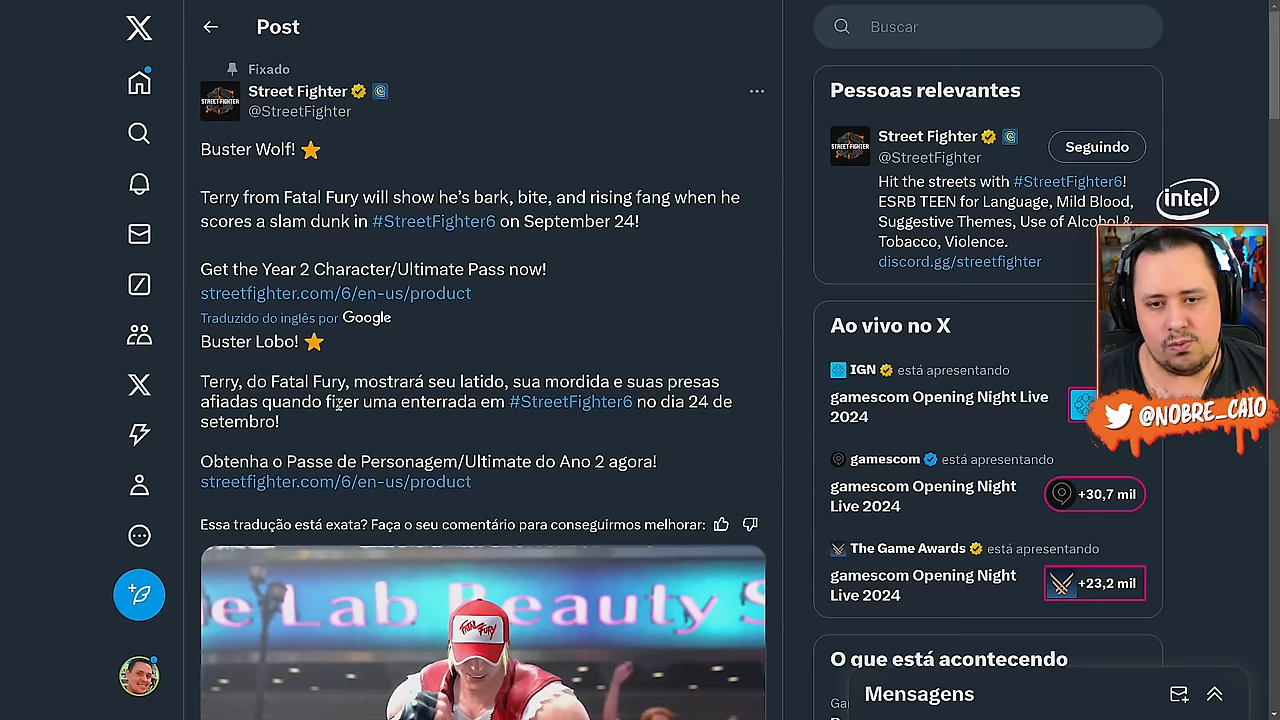 Post
Fixado
Street Fighter
@StreetFighter
Buster Wolf! ⭐
Terry from Fatal Fury will show he's bark, bite, and rising fang when he
scores a slam dunk in #StreetFighter6 on September 24!
Get the Year 2 Character/Ultimate Pass now!
streetfighter.com/6/en-us/product
Traduzido do inglês por Google
Buster Lobo! ⭐
Terry, do Fatal Fury, mostrará seu latido, sua mordida e suas presas
afiadas quando fizer uma enterrada em #StreetFighter6 no dia 24 de
setembro!
Obtenha o Passe de Personagem/Ultimate do Ano 2 agora!
streetfighter.com/6/en-us/product
Essa tradução está exata? Faça o seu comentário para conseguirmos melhorar:
e Lab Beauty S
FATAL FURY
STREET FIGHTER
Buscar
Pessoas relevantes
STREET FIGHTER
Street Fighter
@StreetFighter
Seguindo
Hit the streets with #StreetFighter6!
ESRB TEEN for Language, Mild Blood,
Suggestive Themes, Use of Alcohol &
Tobacco, Violence.
discord.gg/streetfighter
intel
@NOBRE_CAIO
Ao vivo no X
IGN está apresentando
gamescom Opening Night Live
2024
gamescom está apresentando
gamescom Opening Night
Live 2024
+30,7 mil
The Game Awards está apresentando
gamescom Opening Night
Live 2024
+23,2 mil
O que está acontecendo
Mensagens